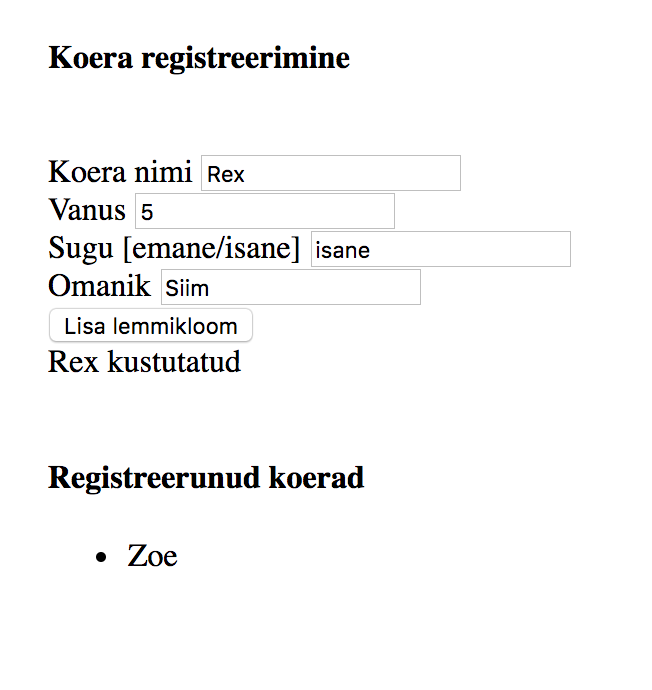 Koera registreerimine
Koera nimi Rex
Vanus 5
Sugu [emane/isane] isane
Omanik Siim
Lisa lemmikloom
Rex kustutatud
Registreerunud koerad
Zoe